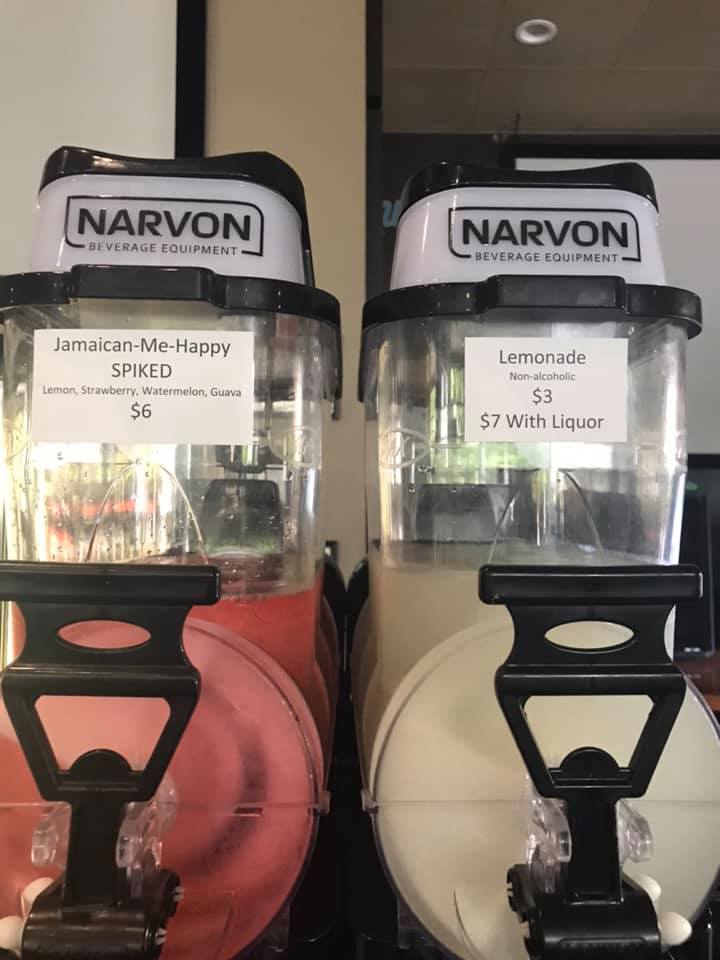 NARVON
BEVERAGE EQUIPMENT
Jamaican-Me-Happy
SPIKED
Lemon, Strawberry, Watermelon, Guava
$6
NARVON
BEVERAGE EQUIPMENT
Lemonade
Non-alcoholic
$3
$7 With Liquor